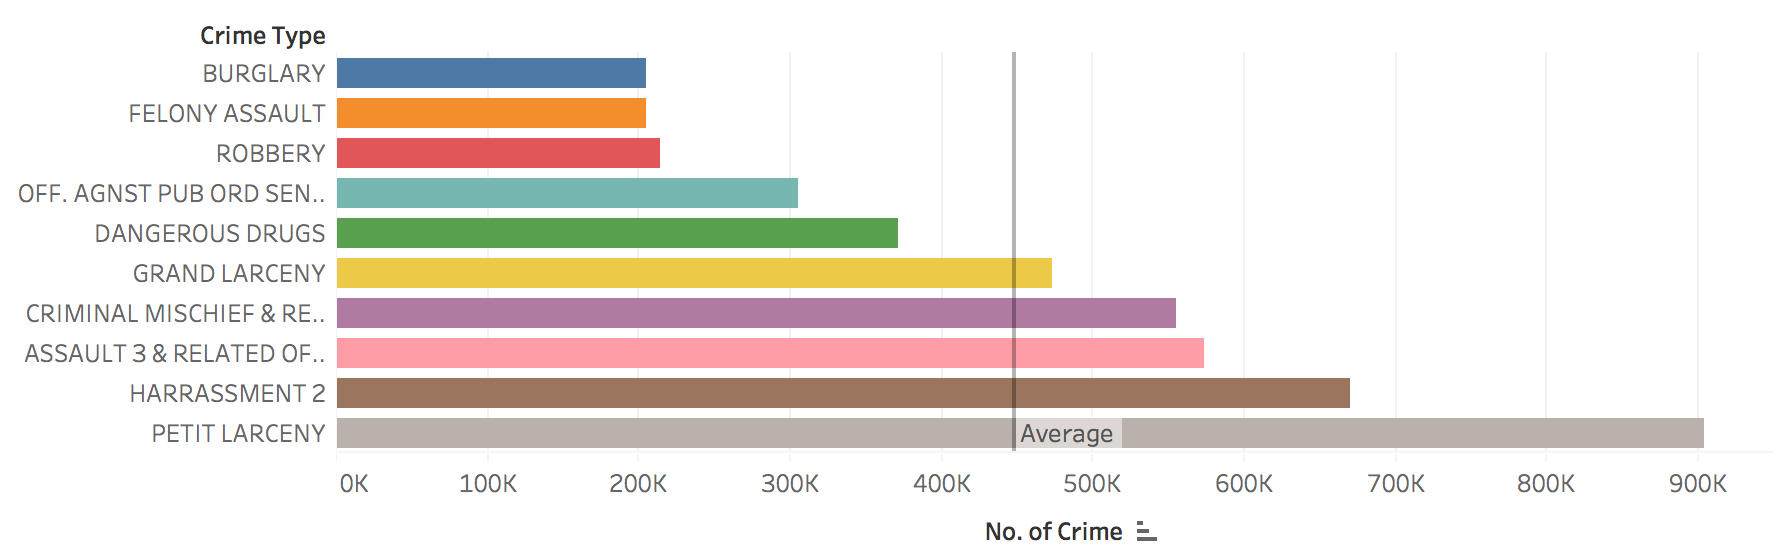 Crime Type
BURGLARY
FELONY ASSAULT
ROBBERY
OFF. AGNST PUB ORD SEN..
DANGEROUS DRUGS
GRAND LARCENY
CRIMINAL MISCHIEF & RE..
ASSAULT 3 & RELATED OF..
HARRASSMENT 2
PETIT LARCENY
Average
0K 100K 200K 300K 400K 500K 600K 700K 800K 900K
No. of Crime